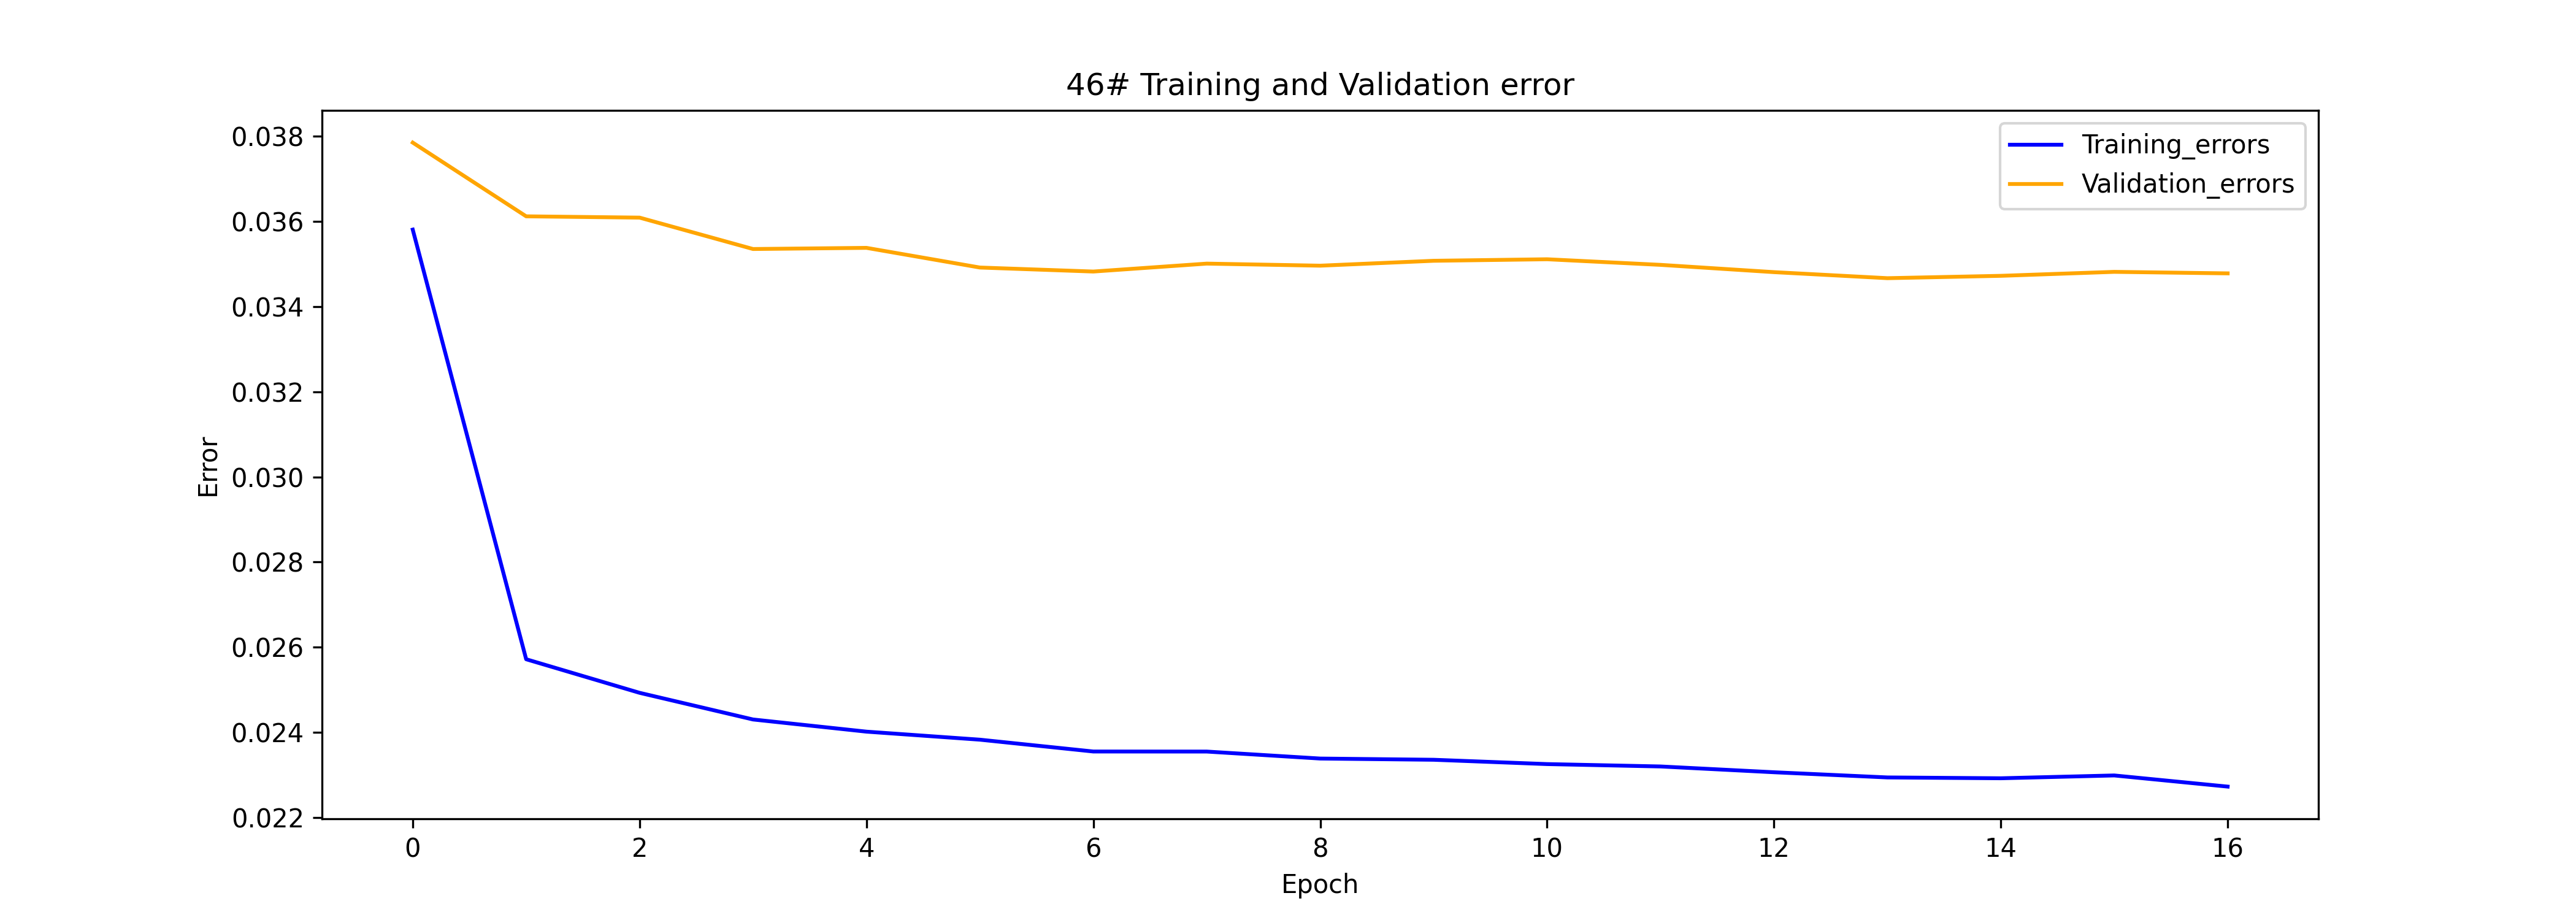 46# Training and Validation error
Training_errors
Validation_errors
0.038
0.036
0.034
0.032
0.030
0.028
0.026
0.024
0.022
Error
0 2 4 6 8 10 12 14 16
Epoch